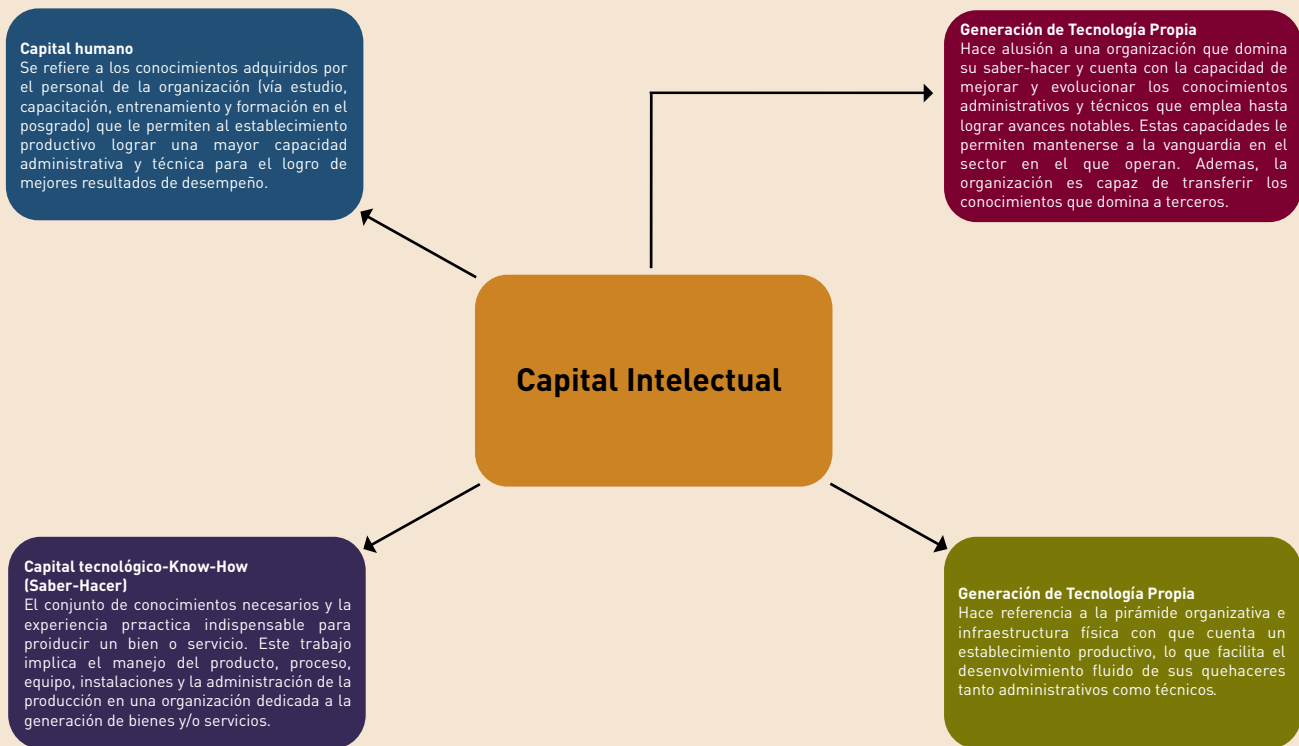 Capital humano
Se refiere a los conocimientos adquiridos por
el personal de la organización (vía estudio,
capacitación, entrenamiento y formación en el
posgrado) que le permiten al establecimiento
productivo lograr una mayor capacidad
administrativa y técnica para el logro de
mejores resultados de desempeño.
Generación de Tecnología Propia
Hace alusión a una organización que domina
su saber-hacer y cuenta con la capacidad de
mejorar y evolucionar los conocimientos
administrativos y técnicos que emplea hasta
lograr avances notables. Estas capacidades le
permiten mantenerse a la vanguardia en el
sector en el que operan. Ademas, la
organización es capaz de transferir los
conocimientos que domina a terceros.
Capital Intelectual
Capital tecnológico-Know-How
(Saber-Hacer)
El conjunto de conocimientos necesarios y la
experiencia pr¤actica indispensable para
proiducir un bien o servicio. Este trabajo
implica el manejo del producto, proceso,
equipo, instalaciones y la administración de la
producción en una organización dedicada a la
generación de bienes y/o servicios.
Generación de Tecnología Propia
Hace referencia a la pirámide organizativa e
infraestructura física con que cuenta un
establecimiento productivo, lo que facilita el
desenvolvimiento fluido de sus quehaceres
tanto administrativos como técnicos.